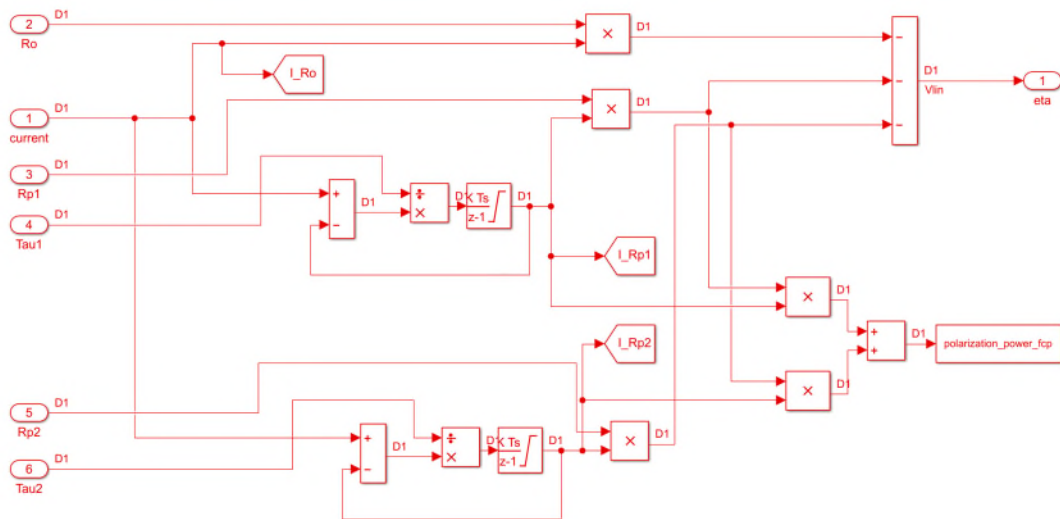 D1
2
Ro
×
D1
−
I_Ro
D1
1
current
D1
×
D1
−
D1
Vlin
1
eta
−
D1
3
Rp1
D1
4
Tau1
+
−
D1
÷
×
D1
K Ts
z-1
D1
I_Rp1
×
D1
I_Rp2
+
+
D1
polarization_power_fcp
×
D1
D1
5
Rp2
D1
6
Tau2
+
−
D1
÷
×
D1
K Ts
z-1
D1
×
D1